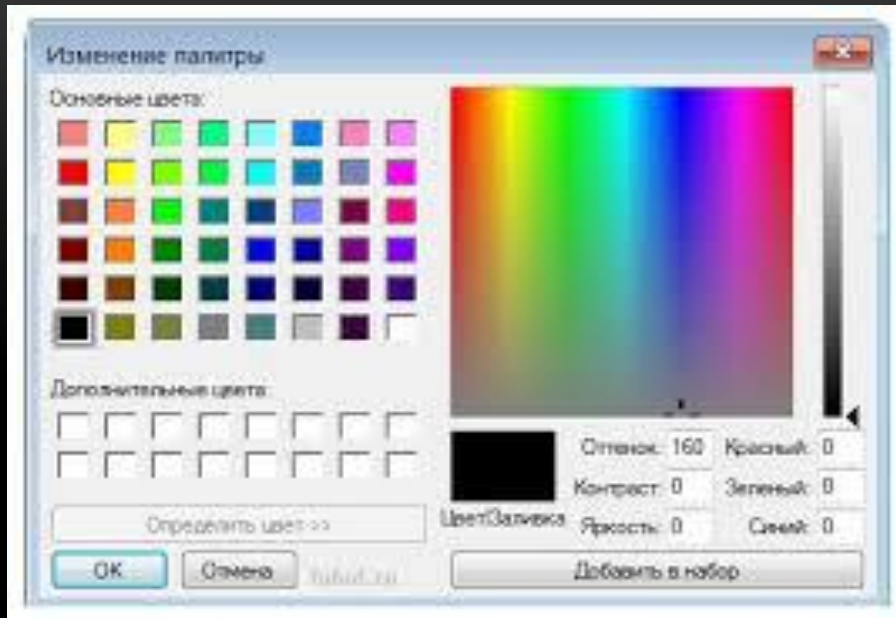 Изменение палитры
Основные цвета:
Дополнительные цвета:
Определить цвет >>
ОК
Отмена
Цвет|Заливка
Оттенок: 160
Контраст: 0
Яркость: 0
Красный: 0
Зеленый: 0
Синий: 0
Добавить в набор